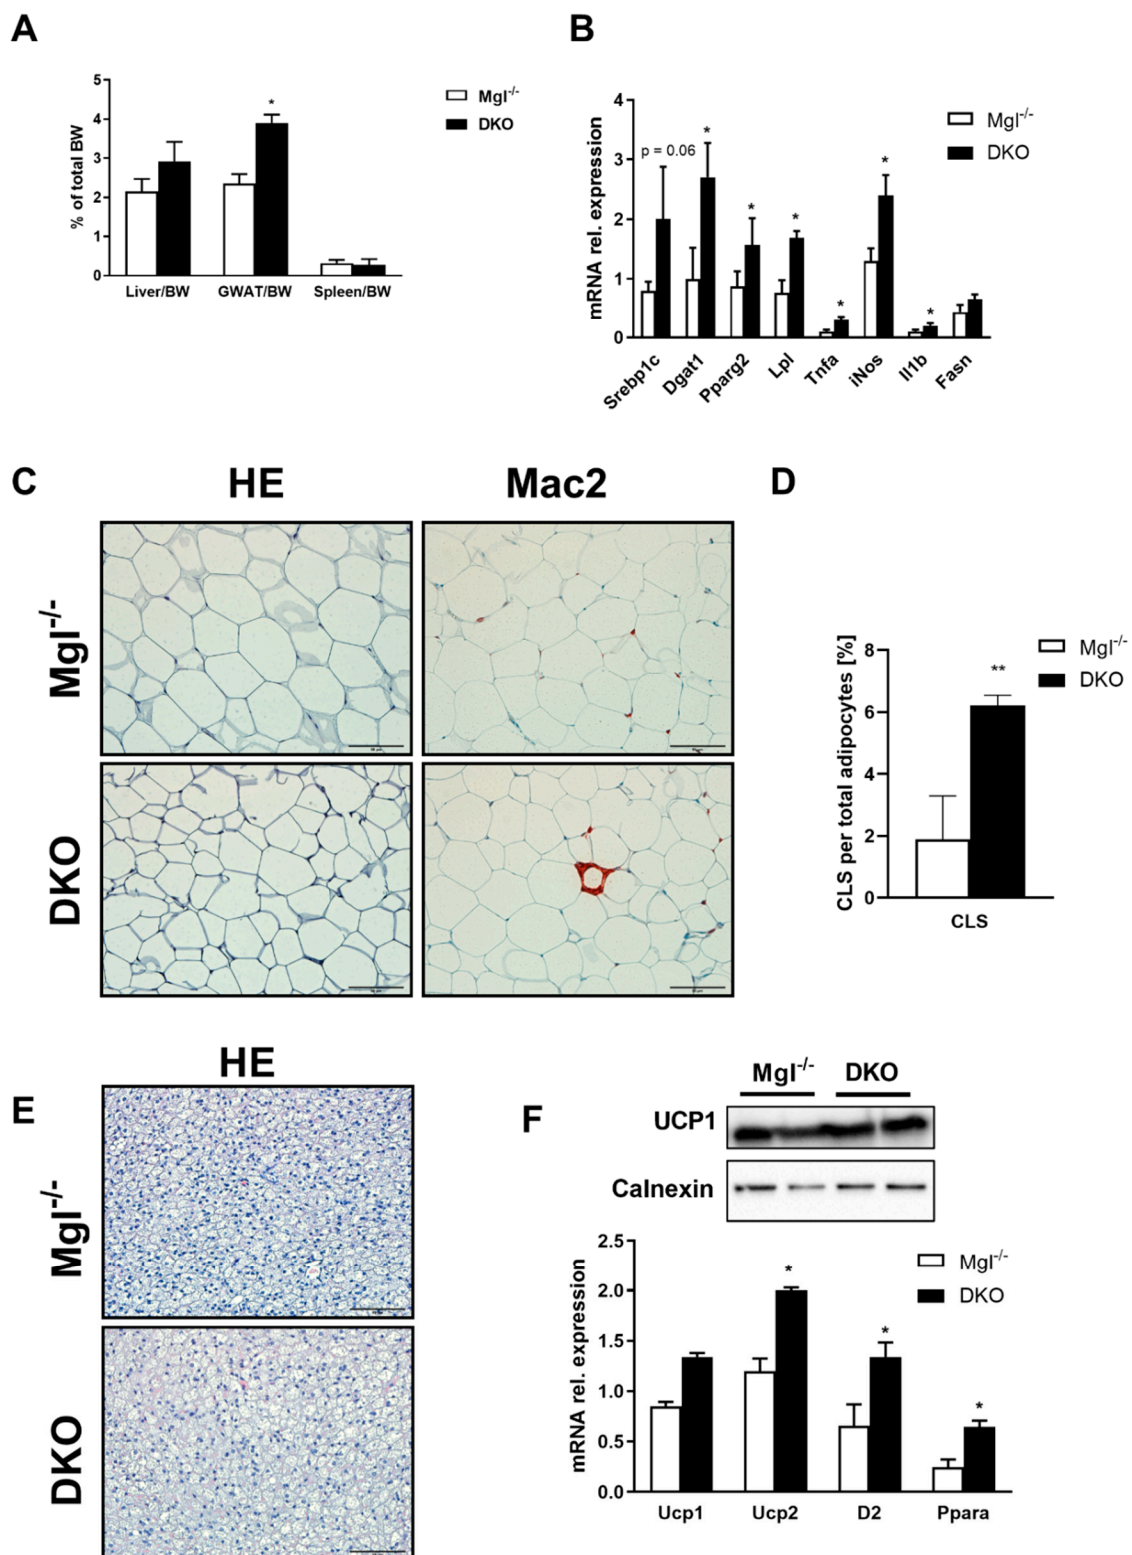 A
% of total BW
5
4
3
2
1
0
Liver/BW GWAT/BW Spleen/BW
*
Mgl-/-
DKO
B
mRNA rel. expression
4
3
2
1
0
p = 0.06
* * * * * *
Srebp1c Dgat1 Pparg2 Lpl Tnfa iNos Il1b Fasn
Mgl-/-
DKO
C
HE Mac2
Mgl-/-
DKO
D
CLS per total adipocytes [%]
8
6
4
2
0
**
CLS
Mgl-/-
DKO
E
HE
Mgl-/-
DKO
F
Mgl-/- DKO
UCP1
Calnexin
mRNA rel. expression
2.5
2.0
1.5
1.0
0.5
0.0
* * *
Ucp1 Ucp2 D2 Ppara
Mgl-/-
DKO